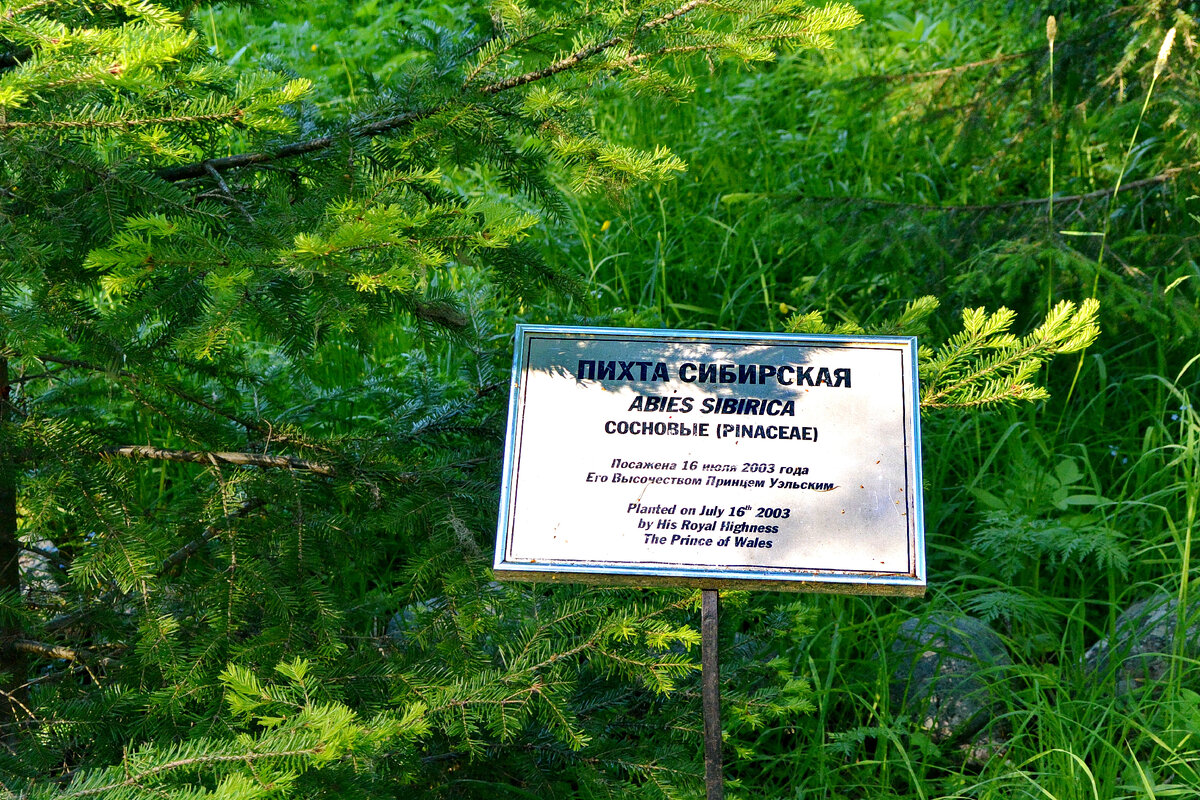 ПИХТА СИБИРСКАЯ
ABIES SIBIRICA
СОСНОВЫЕ (PINACEAE)
Посажена 16 июля 2003 года
Его Высочеством Принцем Уэльским
Planted on July 16th 2003
by His Royal Highness
The Prince of Wales